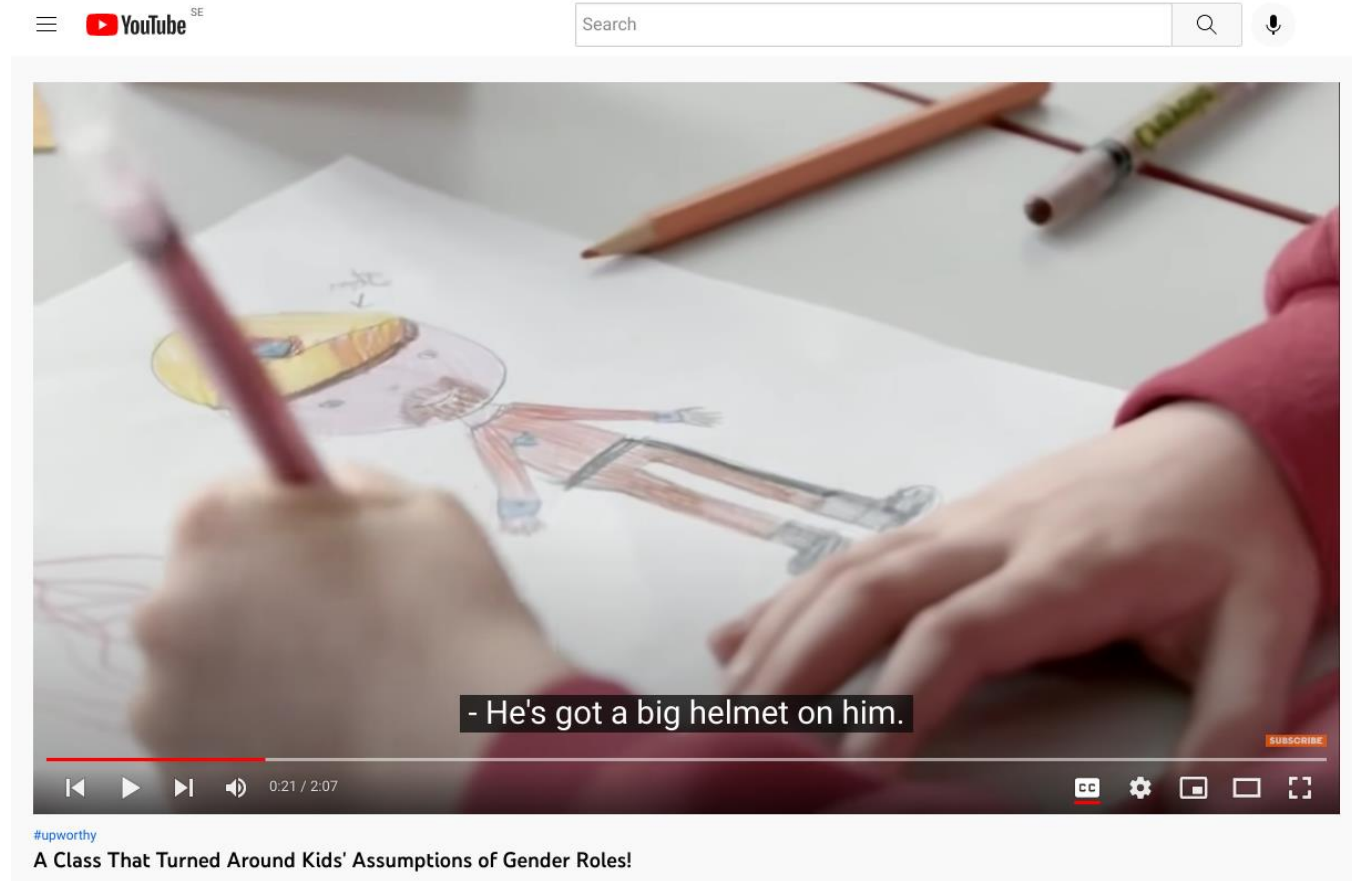 YouTube SE
Search
- He's got a big helmet on him.
SUBSCRIBE
0:21 / 2:07
CC
#upworthy
A Class That Turned Around Kids' Assumptions of Gender Roles!